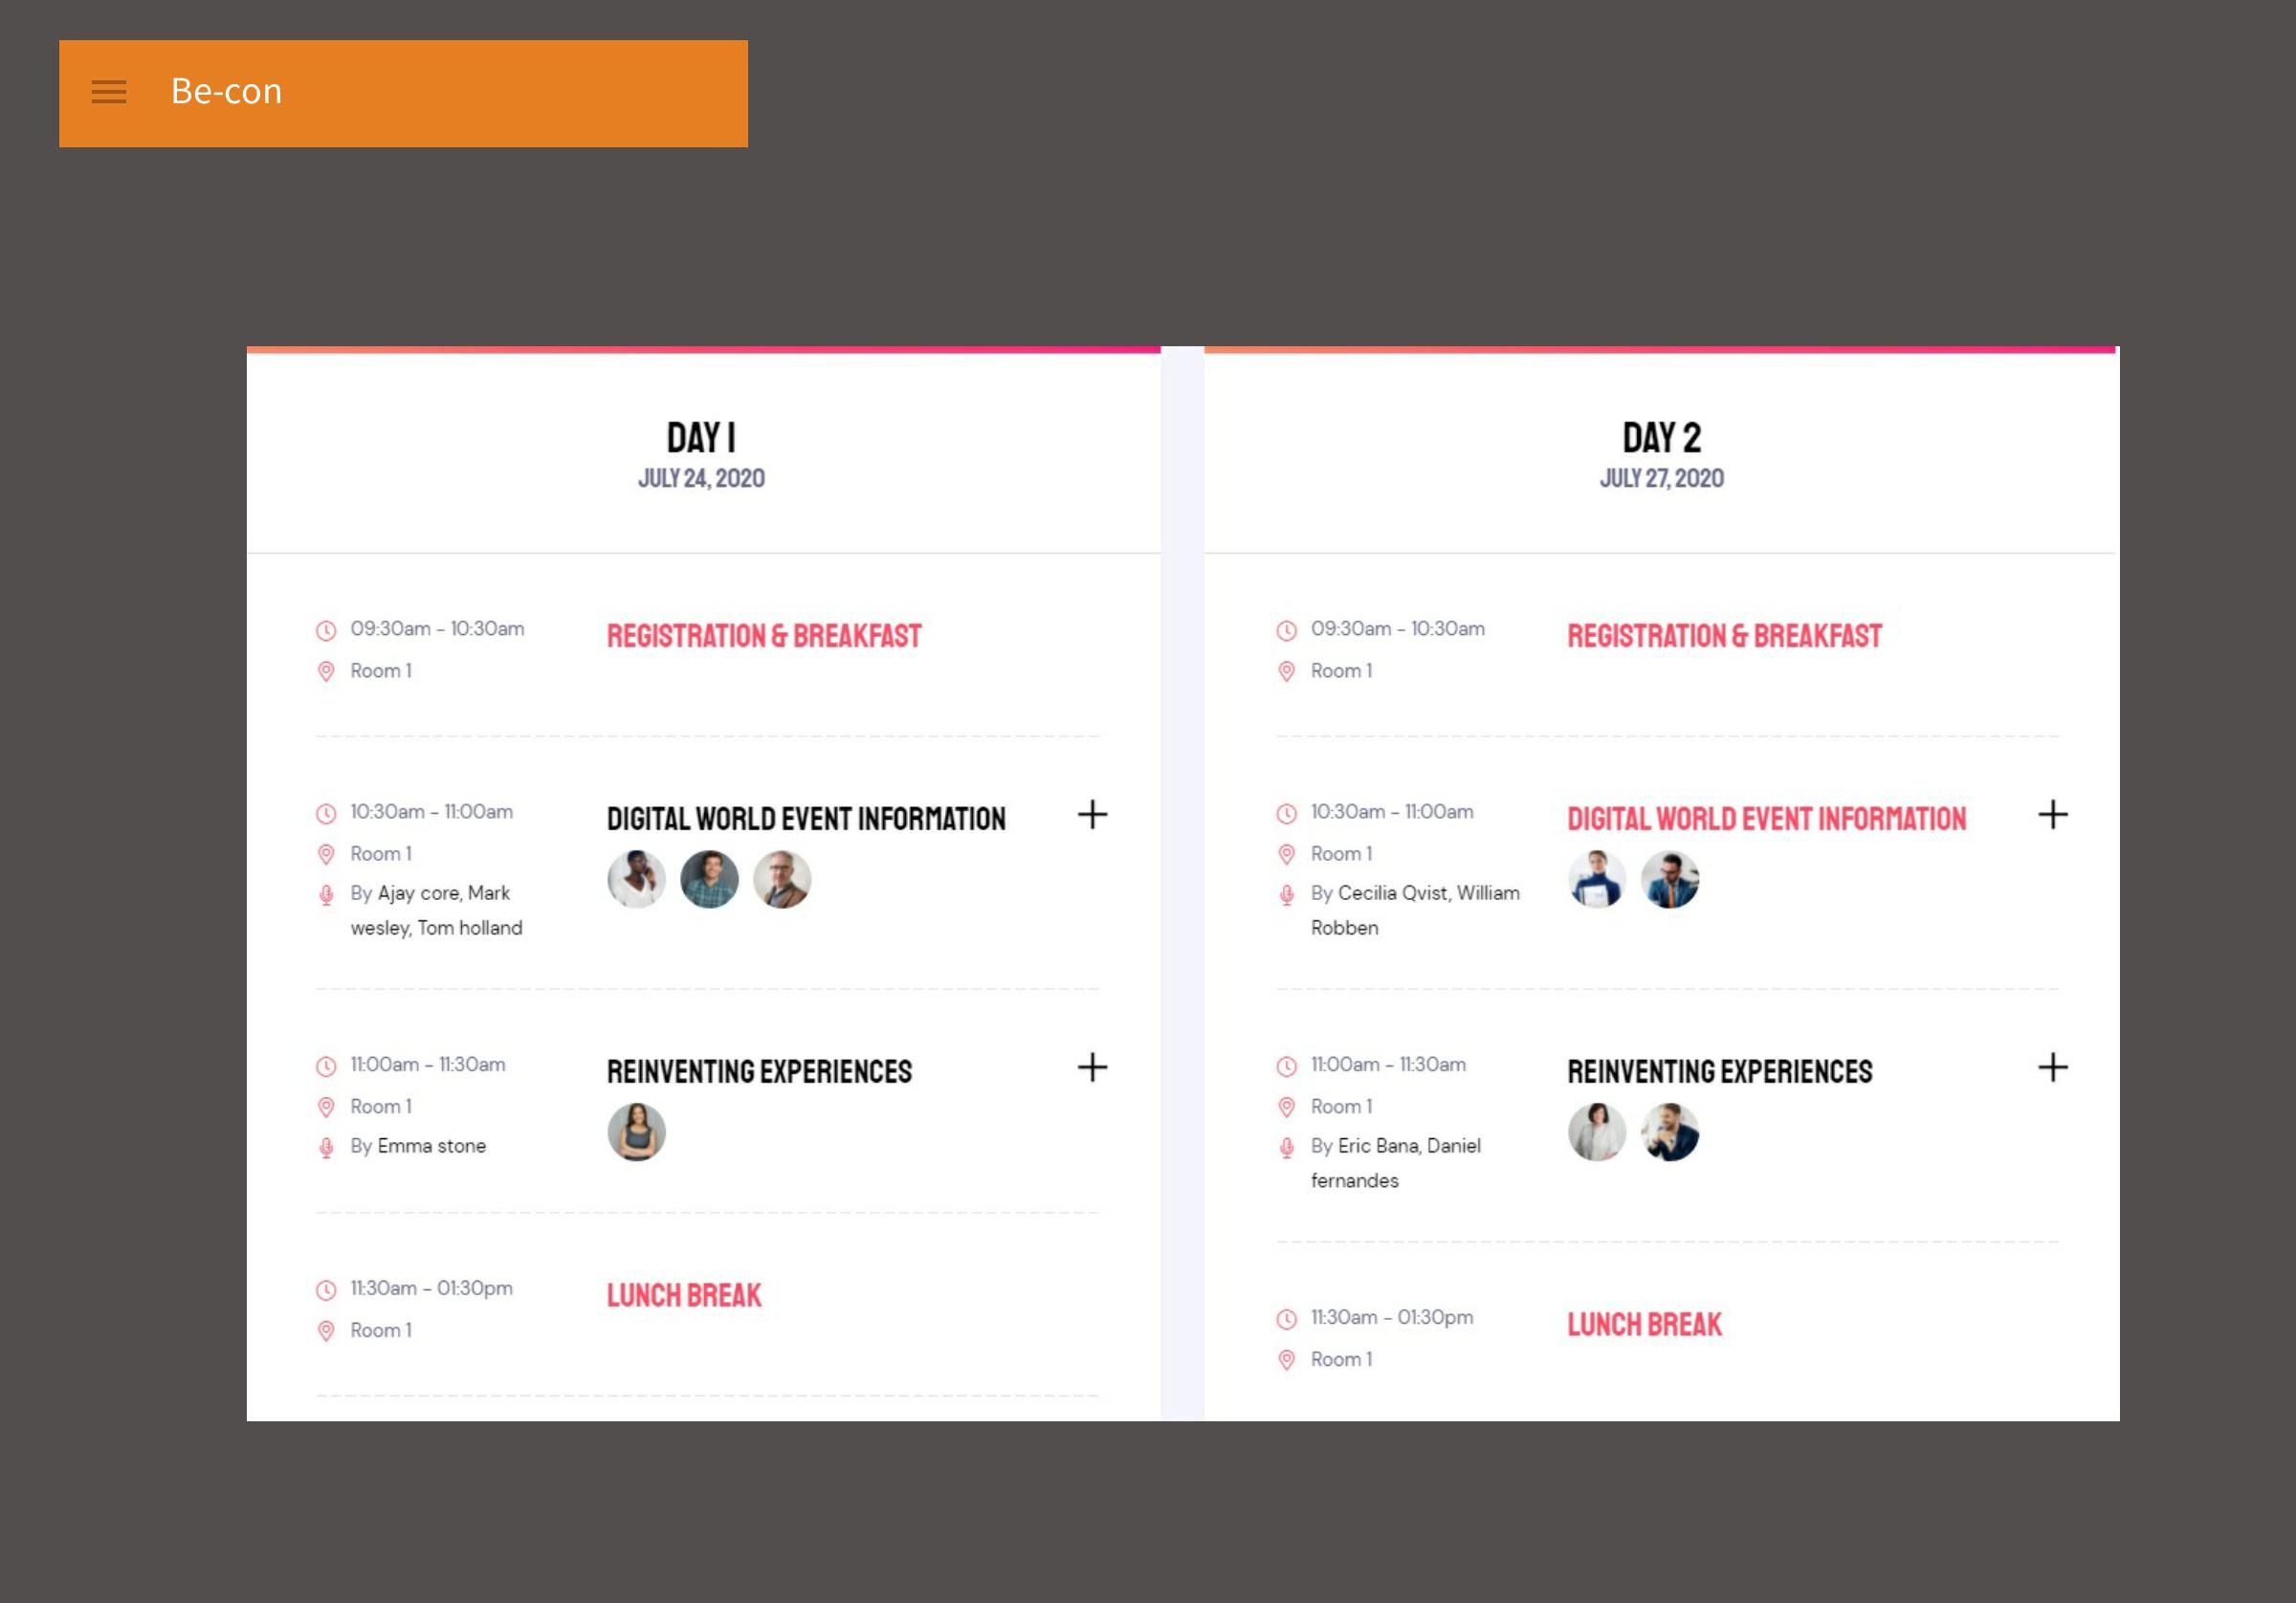 Be-con
DAY 1
JULY 24, 2020
09:30am - 10:30am
Room 1
REGISTRATION & BREAKFAST
10:30am - 11:00am
Room 1
By Ajay core, Mark
wesley, Tom holland
DIGITAL WORLD EVENT INFORMATION
11:00am - 11:30am
Room 1
By Emma stone
REINVENTING EXPERIENCES
11:30am - 01:30pm
Room 1
LUNCH BREAK
DAY 2
JULY 27, 2020
09:30am - 10:30am
Room 1
REGISTRATION & BREAKFAST
10:30am - 11:00am
Room 1
By Cecilia Qvist, William
Robben
DIGITAL WORLD EVENT INFORMATION
11:00am - 11:30am
Room 1
By Eric Bana, Daniel
fernandes
REINVENTING EXPERIENCES
11:30am - 01:30pm
Room 1
LUNCH BREAK